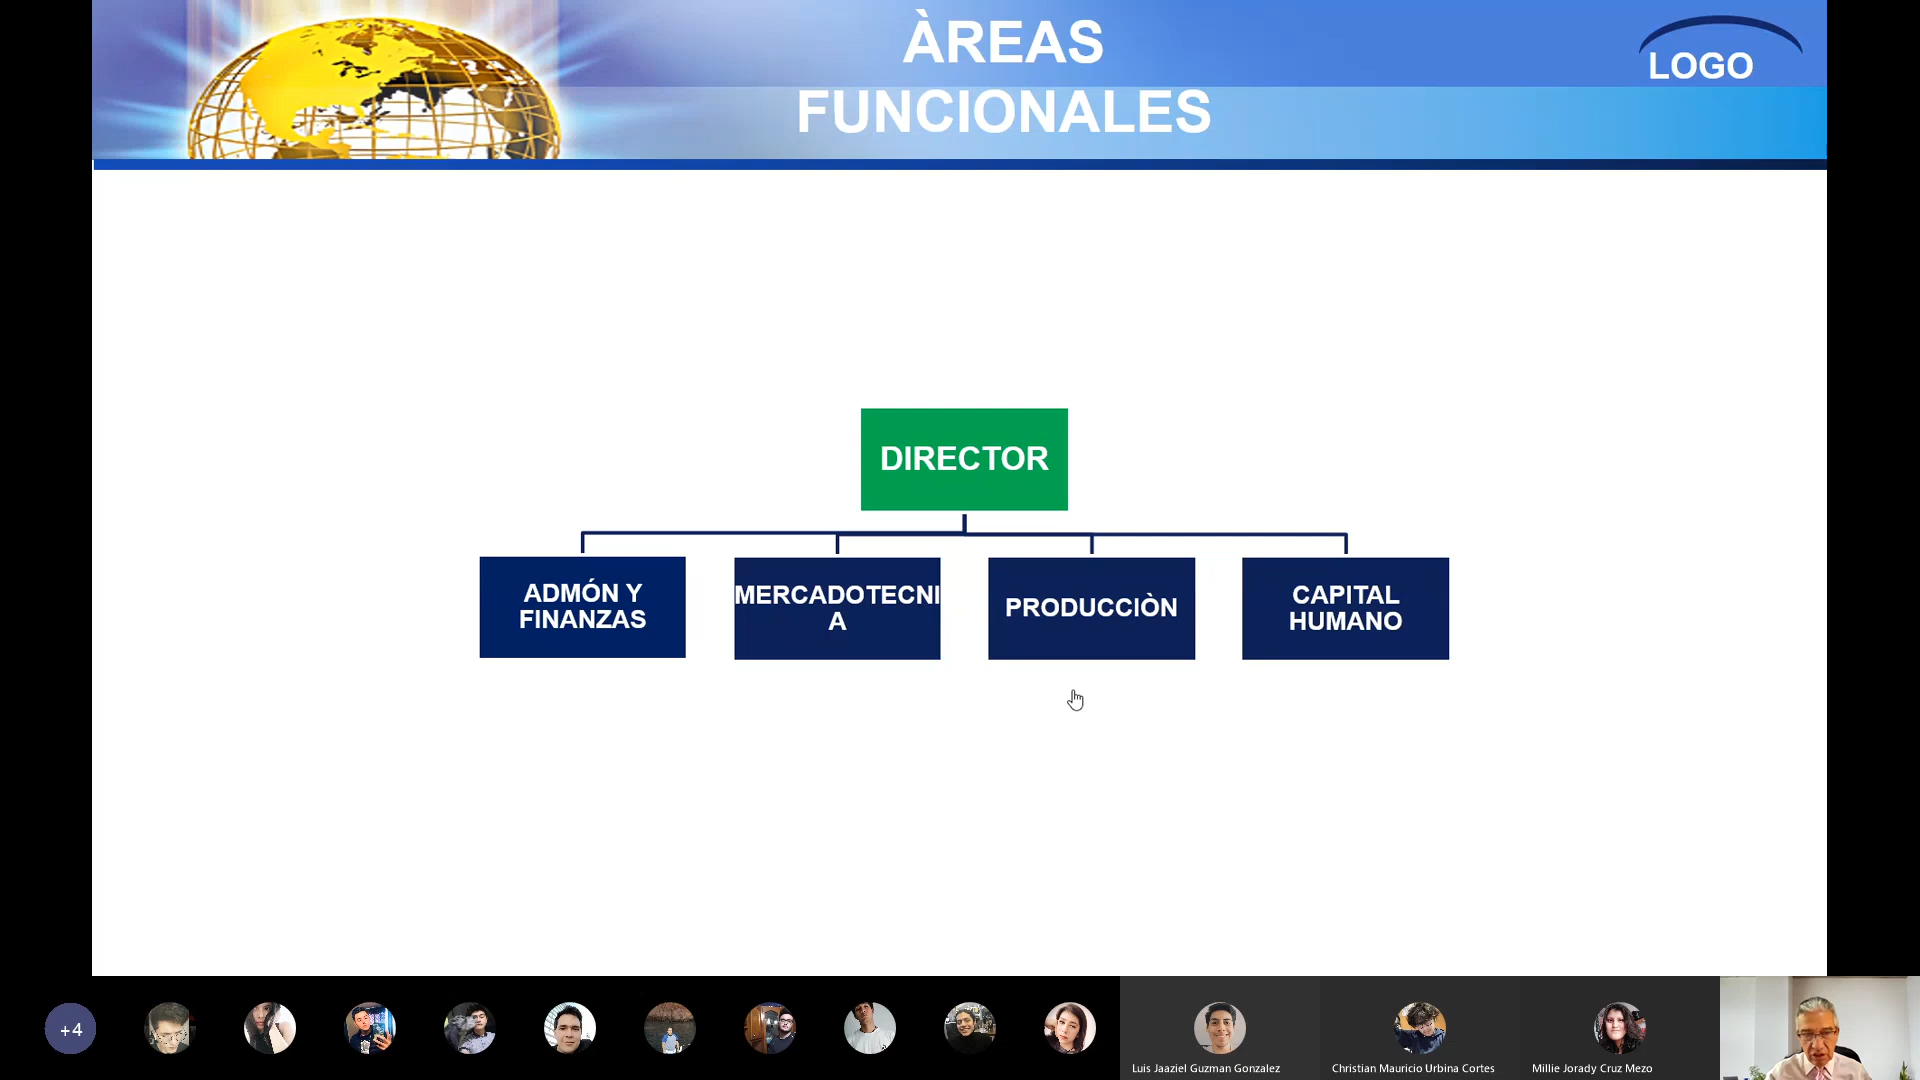 ÀREAS
FUNCIONALES
LOGO
DIRECTOR
ADMÓN Y
FINANZAS
MERCADOTECNI
A
PRODUCCIÒN
CAPITAL
HUMANO
+4
Luis Jaaziel Guzman Gonzalez
Christian Mauricio Urbina Cortes
Millie Jorady Cruz Mezo